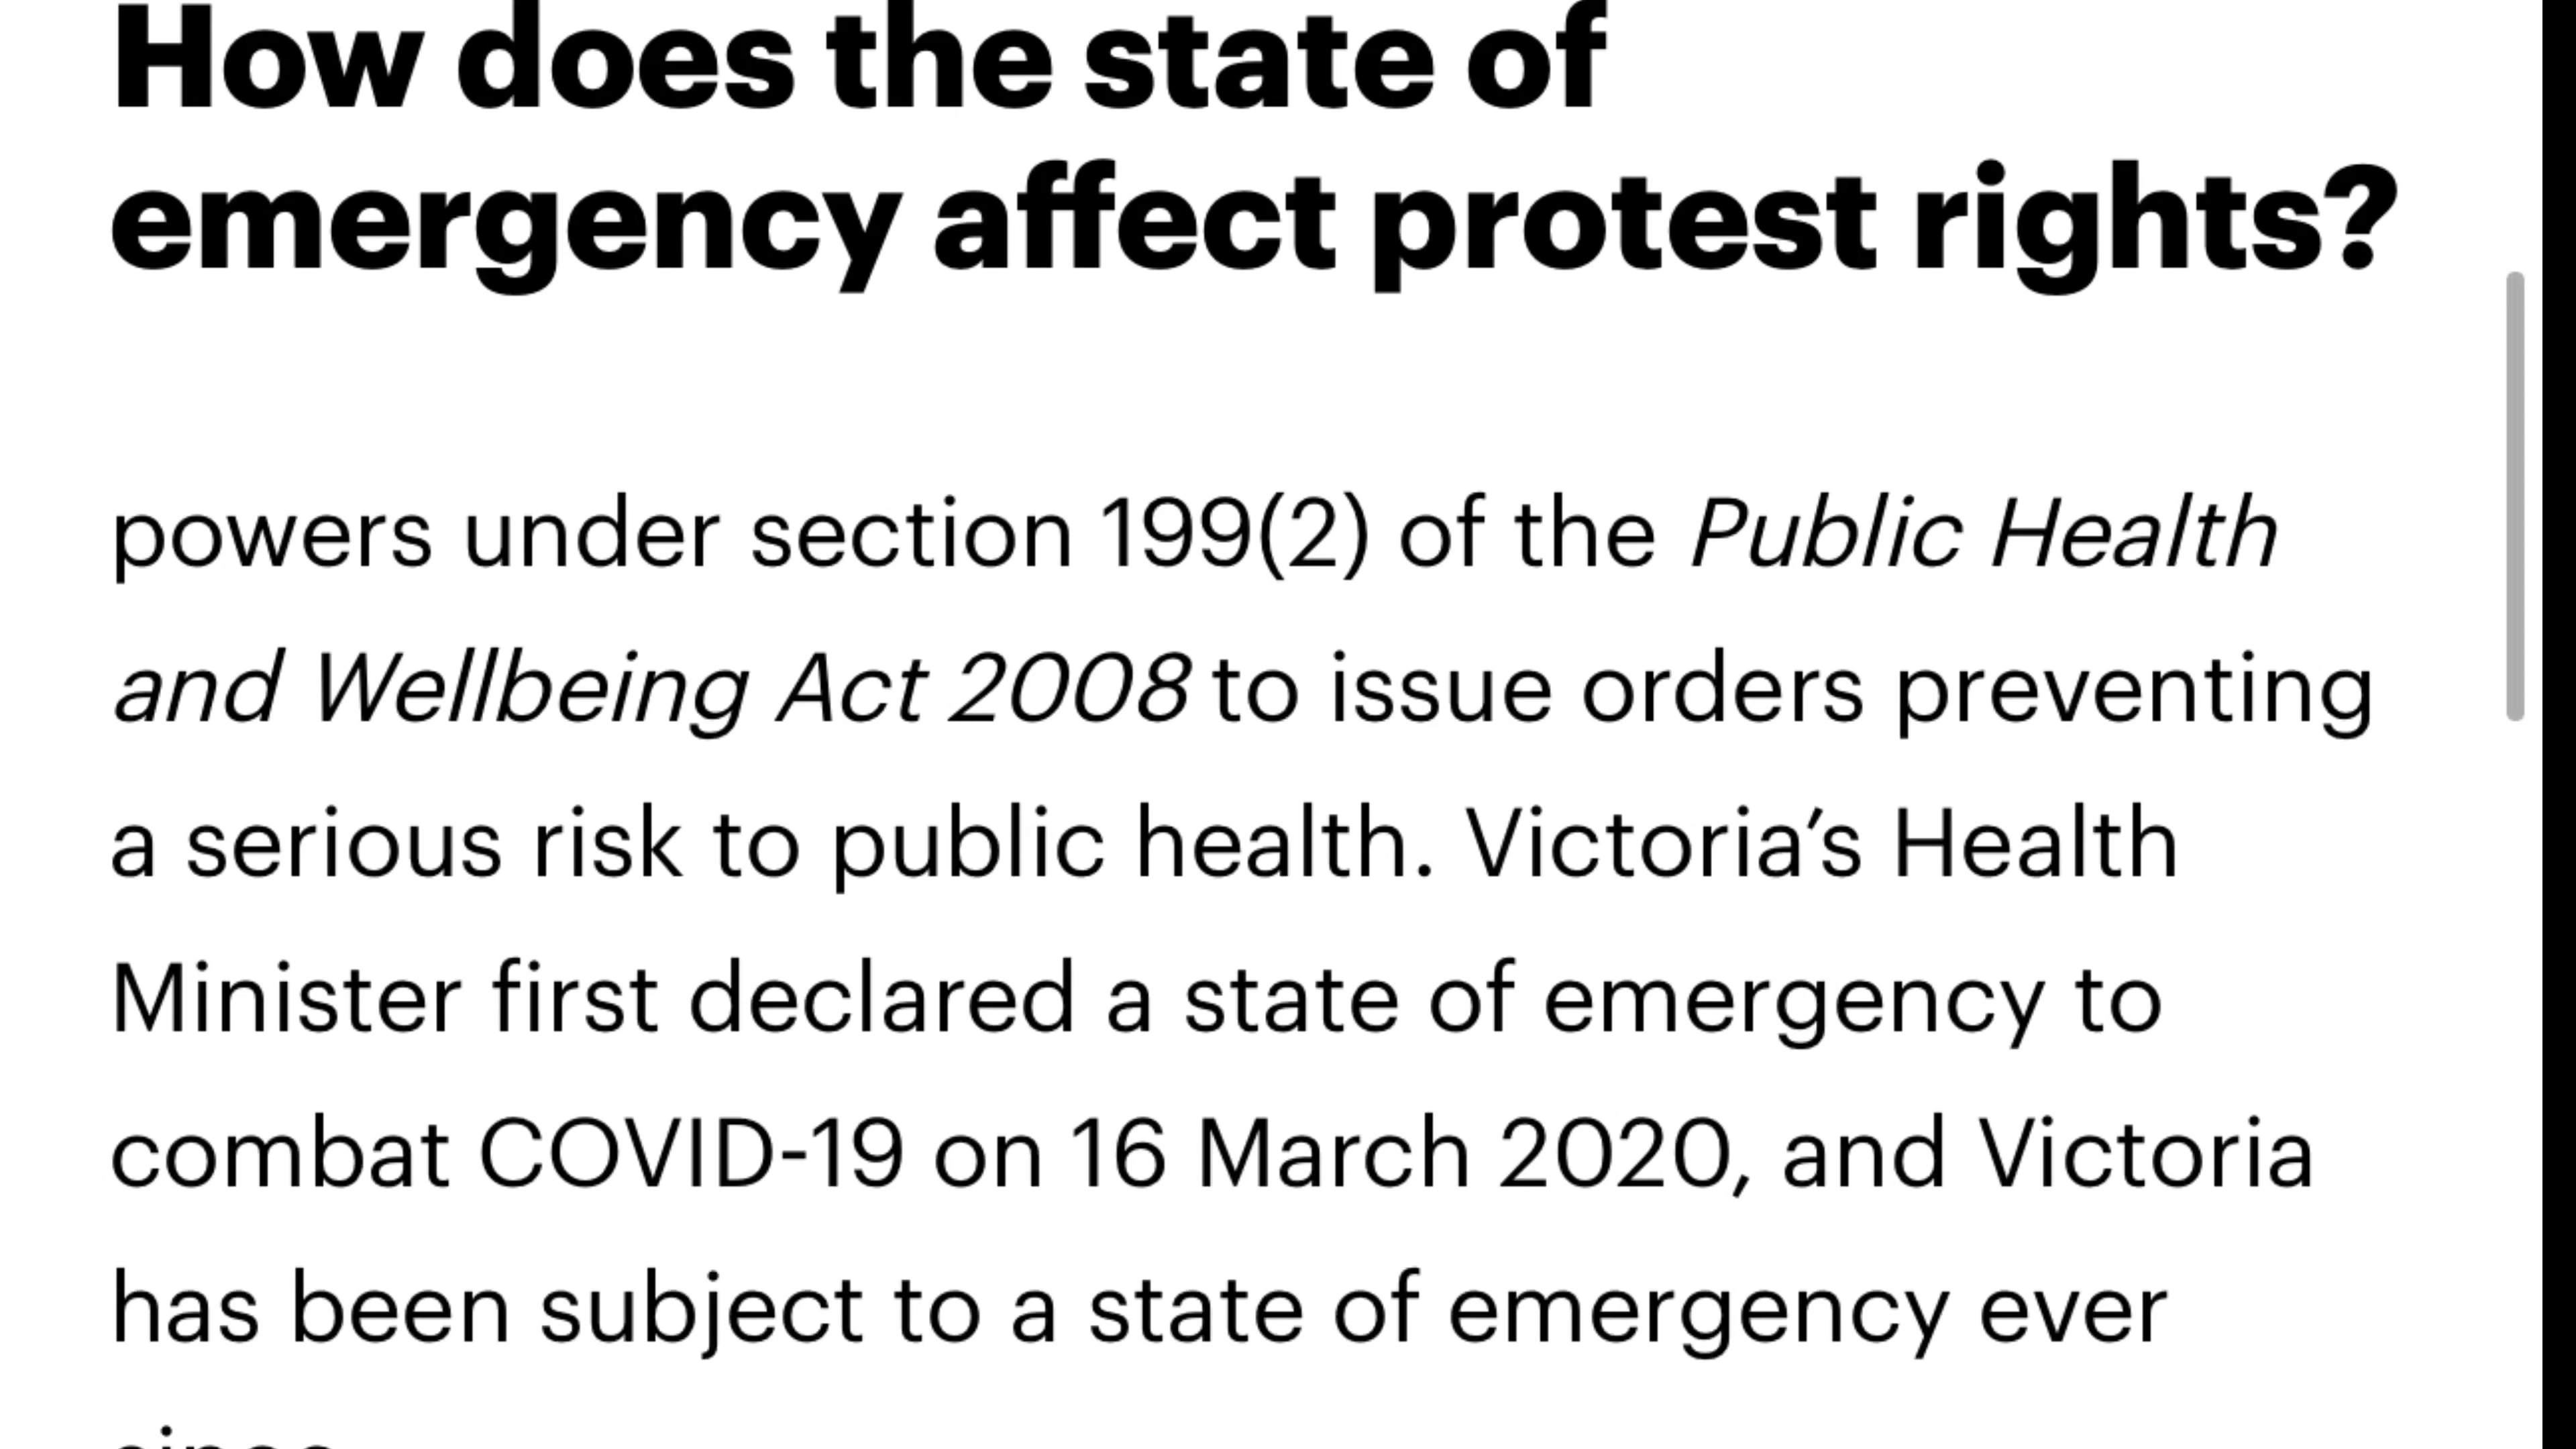 How does the state of
emergency affect protest rights?
powers under section 199(2) of the Public Health
and Wellbeing Act 2008 to issue orders preventing
a serious risk to public health. Victoria’s Health
Minister first declared a state of emergency to
combat COVID-19 on 16 March 2020, and Victoria
has been subject to a state of emergency ever
since